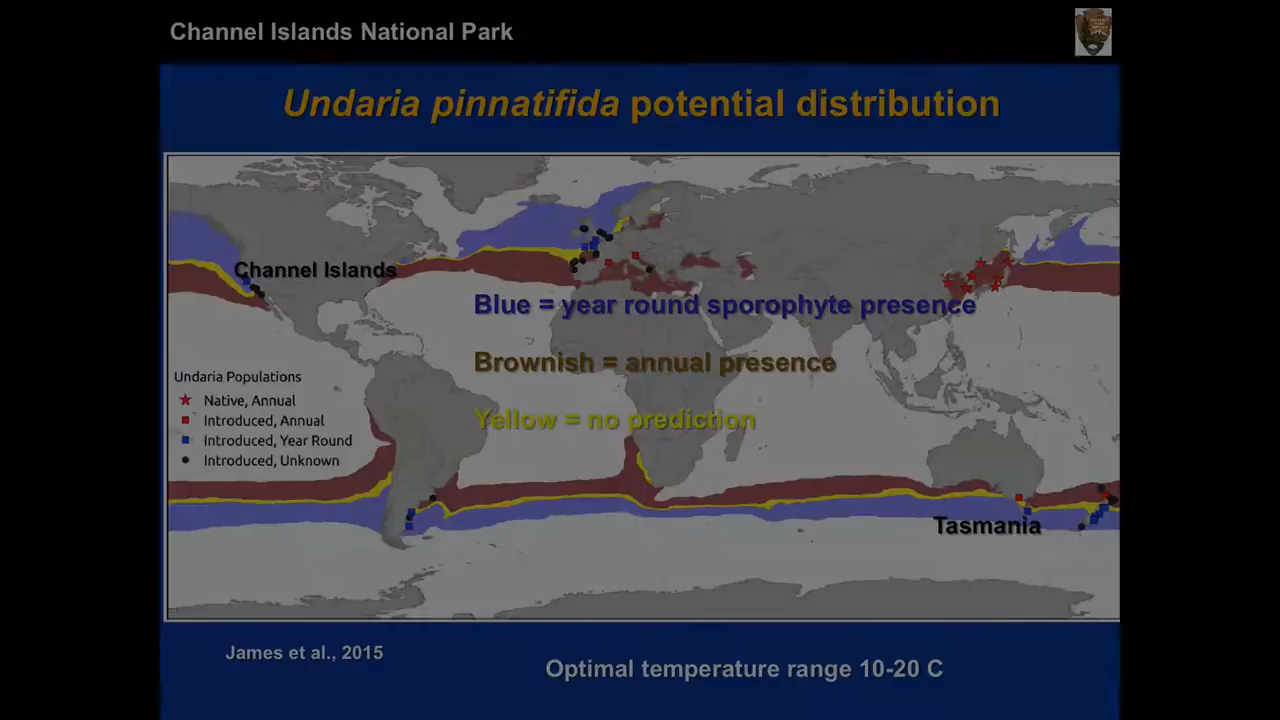 Channel Islands National Park
Undaria pinnatifida potential distribution
Channel Islands
Blue = year round sporophyte presence
Brownish = annual presence
Yellow = no prediction
Undaria Populations
Native, Annual
Introduced, Annual
Introduced, Year Round
Introduced, Unknown
Tasmania
James et al., 2015
Optimal temperature range 10-20 C